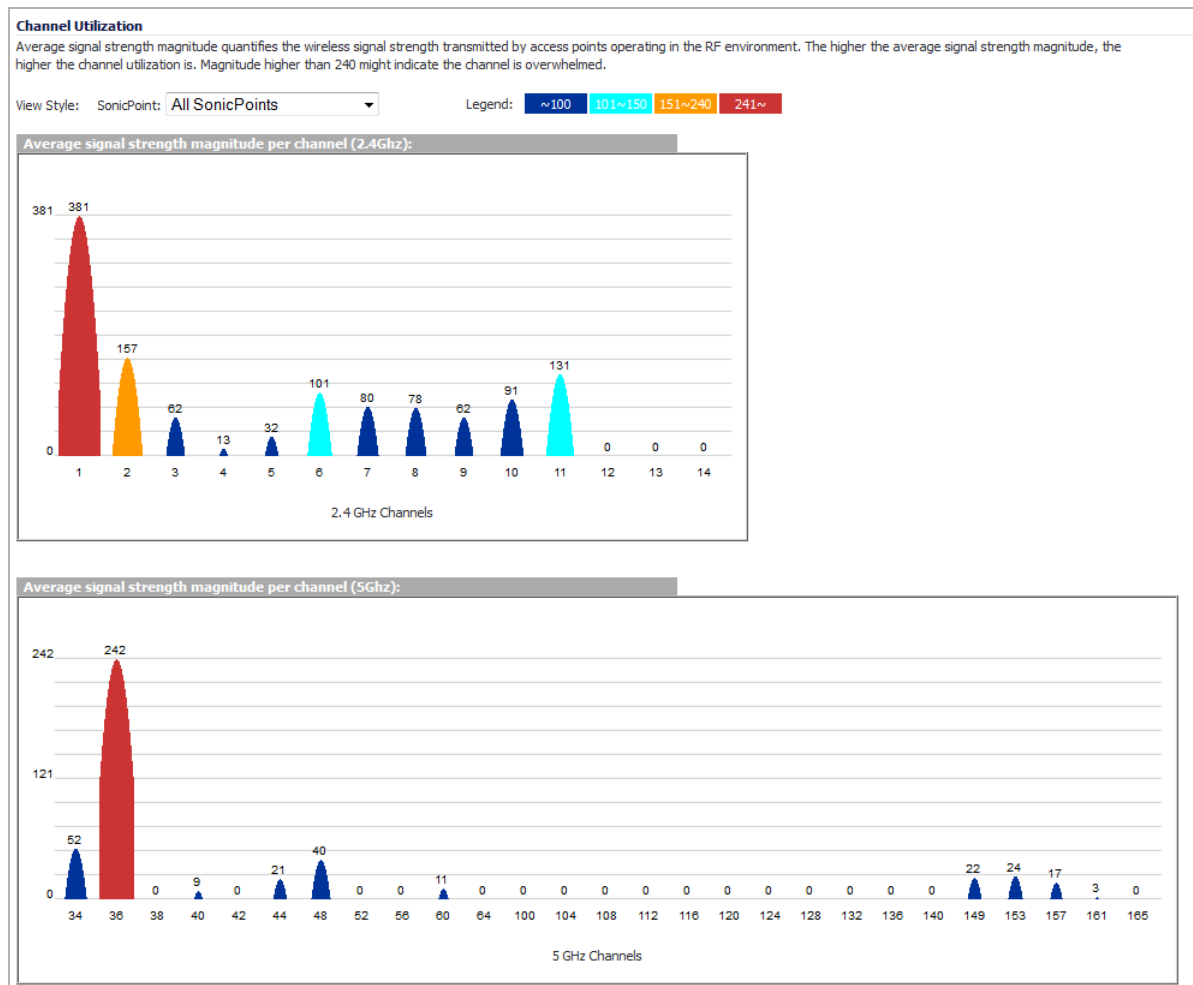 Channel Utilization
Average signal strength magnitude quantifies the wireless signal strength transmitted by access points operating in the RF environment. The higher the average signal strength magnitude, the
higher the channel utilization is. Magnitude higher than 240 might indicate the channel is overwhelmed.
View Style: SonicPoint: All SonicPoints Legend: ~100 101~150 151~240 241~
Average signal strength magnitude per channel (2.4Ghz):
381 381
157
131
101
91
80 78
62 62
32
13
0 0 0 0
1 2 3 4 5 6 7 8 9 10 11 12 13 14
2.4 GHz Channels
Average signal strength magnitude per channel (5Ghz):
242 242
121
52
40
21 22 24 17
9 11 3
0 0 0 0 0 0 0 0 0 0 0 0 0 0 0 0 0 0
34 36 38 40 42 44 48 52 56 60 64 100 104 108 112 116 120 124 128 132 136 140 149 153 157 161 165
5 GHz Channels